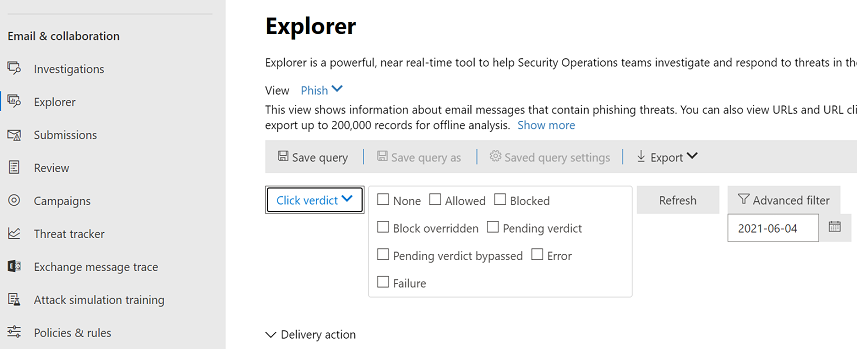 Email & collaboration
Investigations
Explorer
Submissions
Review
Campaigns
Threat tracker
Exchange message trace
Attack simulation training
Policies & rules
Explorer
Explorer is a powerful, near real-time tool to help Security Operations teams investigate and respond to threats in the
View Phish
This view shows information about email messages that contain phishing threats. You can also view URLs and URL cli
export up to 200,000 records for offline analysis. Show more
Save query Save query as Saved query settings Export
Click verdict
None Allowed Blocked
Block overridden Pending verdict
Pending verdict bypassed Error
Failure
Refresh
Advanced filter
2021-06-04
Delivery action